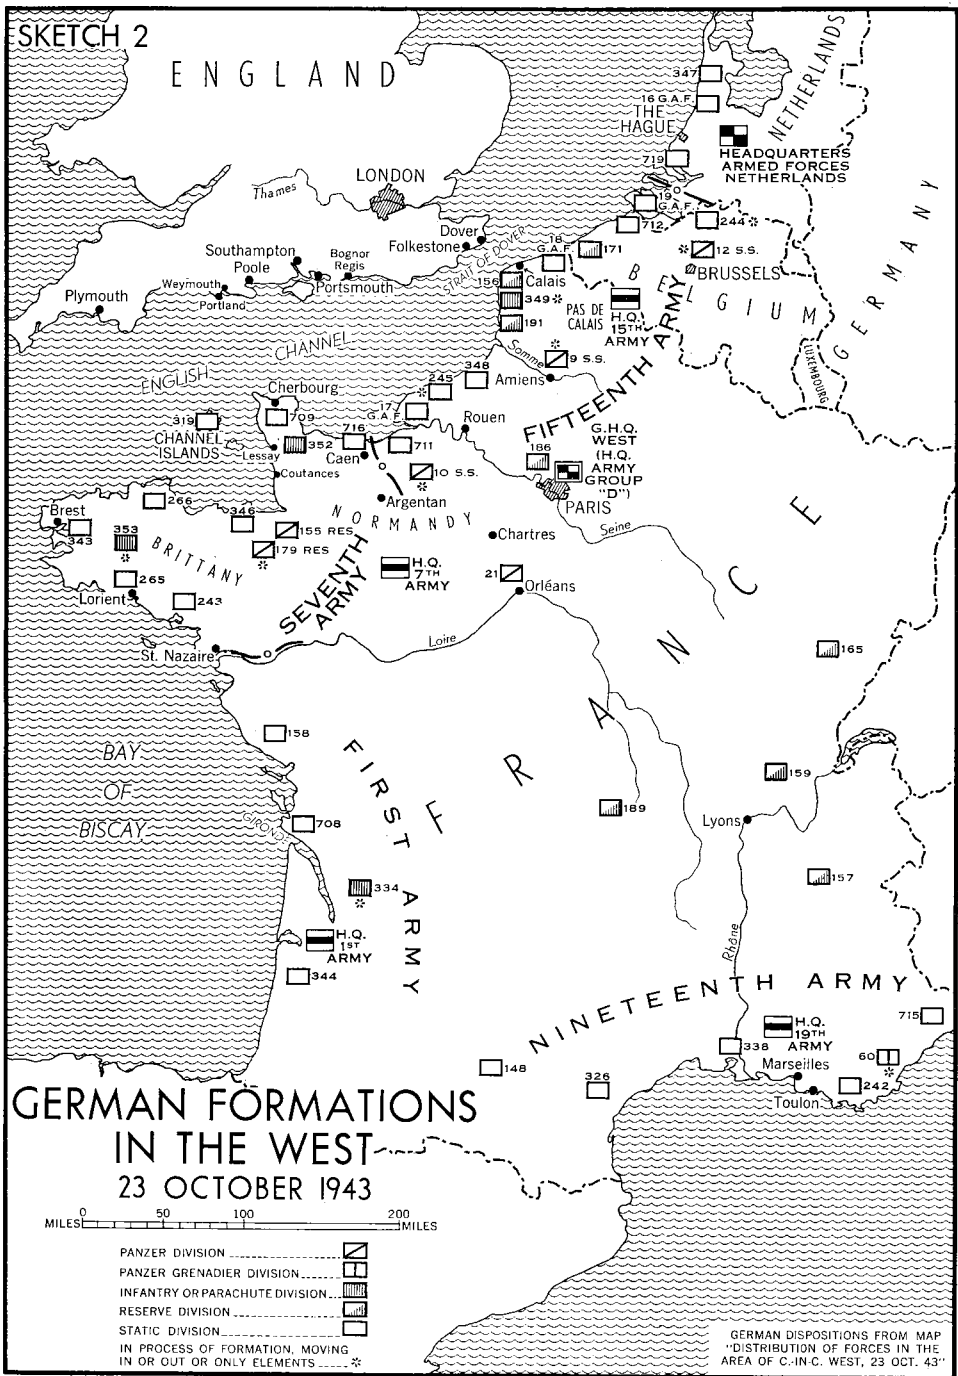 SKETCH 2
ENGLAND
NETHERLANDS
347
16 G.A.F.
THE
HAGUE
HEADQUARTERS
ARMED FORCES
NETHERLANDS
719
LONDON
Thames
19
G.A.F.
712
244 *
Dover
Folkestone
STRAIT OF DOVER
18
G.A.F.
171
* 12 S.S.
BRUSSELS
BELGIUM
GERMANY
LUXEMBOURG
Southampton
Poole
Bognor
Regis
Weymouth
Portland
Portsmouth
Plymouth
156
Calais
349 *
191
PAS DE
CALAIS
H.Q.
15TH
ARMY
FIFTEENTH ARMY
ENGLISH CHANNEL
Somme
* 9 S.S.
Amiens
348
* 245
17
G.A.F.
Rouen
Cherbourg
709
319
CHANNEL
ISLANDS
Lessay
352
716
Caen
711
Coutances
10 S.S.
*
Argentan
186
G.H.Q.
WEST
(H.Q.
ARMY
GROUP
"D")
PARIS
Seine
NORMANDY
Chartres
266
Brest
343
353
*
346
155 RES
179 RES
*
BRITTANY
265
Lorient
243
SEVENTH
ARMY
H.Q.
7TH
ARMY
21
Orléans
Loire
St. Nazaire
FRANCE
165
158
BAY
OF
BISCAY
FIRST ARMY
159
189
Lyons
708
GIRONDE
157
334
*
H.Q.
1ST
ARMY
344
Rhône
NINETEENTH ARMY
715
H.Q.
19TH
ARMY
338
60
*
148
326
Marseilles
Toulon
242
GERMAN FORMATIONS
IN THE WEST
23 OCTOBER 1943
MILES 0 50 100 200 MILES
PANZER DIVISION
PANZER GRENADIER DIVISION
INFANTRY OR PARACHUTE DIVISION
RESERVE DIVISION
STATIC DIVISION
IN PROCESS OF FORMATION, MOVING
IN OR OUT OR ONLY ELEMENTS *
GERMAN DISPOSITIONS FROM MAP
"DISTRIBUTION OF FORCES IN THE
AREA OF C.-IN-C. WEST, 23 OCT. 43"